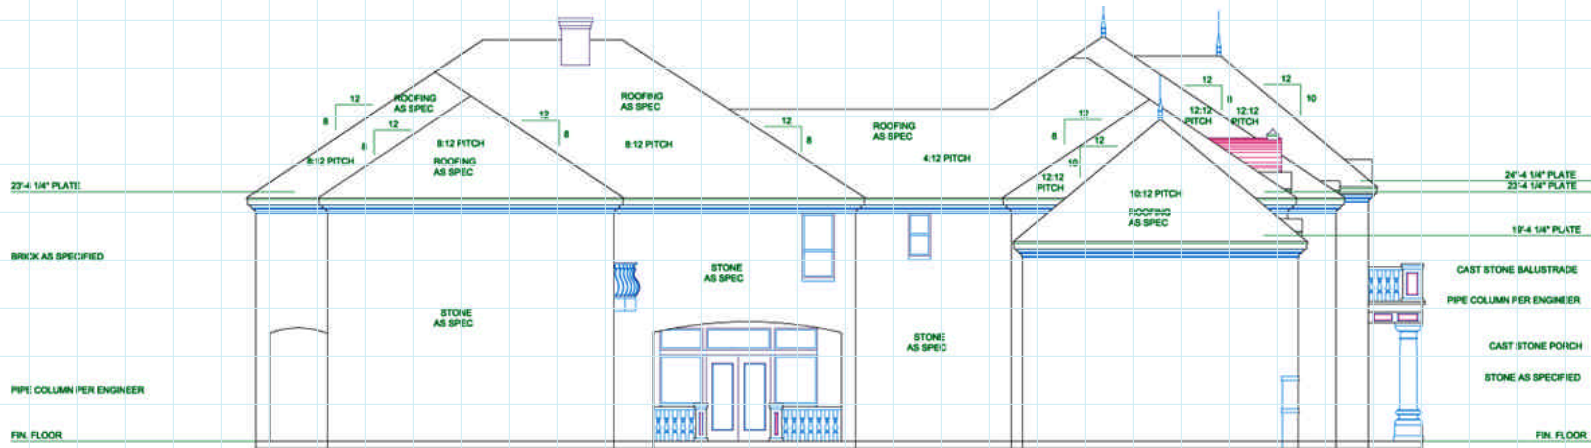 12
8
ROOFING
AS SPEC
12
8
8:12 PITCH
8:12 PITCH
ROOFING
AS SPEC
12
8
ROOFING
AS SPEC
8:12 PITCH
12
8
ROOFING
AS SPEC
4:12 PITCH
12
8
12
10
12:12
PITCH
12
8
12:12
PITCH
12:12
PITCH
12
10
10:12 PITCH
ROOFING
AS SPEC
23'-4 1/4" PLATE
24'-4 1/4" PLATE
23'-4 1/4" PLATE
19'-4 1/4" PLATE
BRICK AS SPECIFIED
STONE
AS SPEC
STONE
AS SPEC
STONE
AS SPEC
CAST STONE BALUSTRADE
PIPE COLUMN PER ENGINEER
CAST STONE PORCH
STONE AS SPECIFIED
PIPE COLUMN PER ENGINEER
FIN. FLOOR
FIN. FLOOR